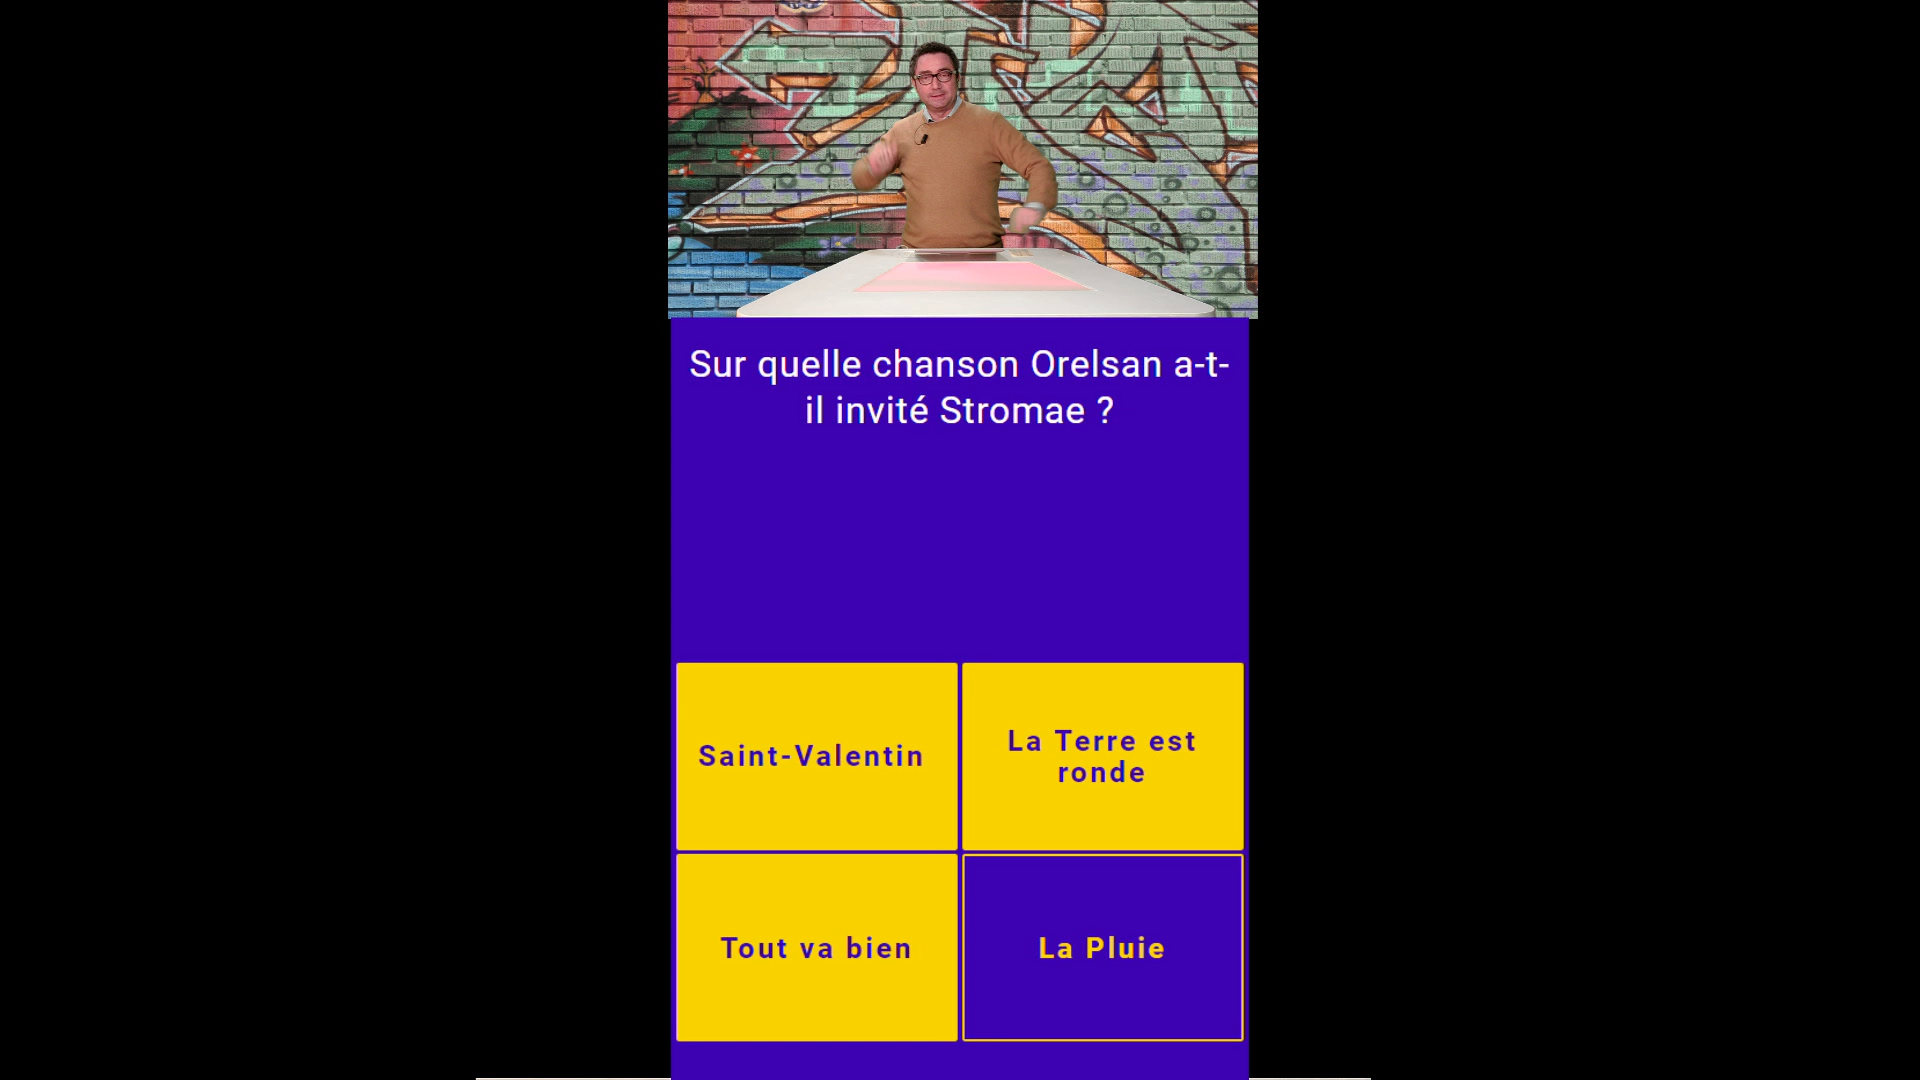 Sur quelle chanson Orelsan a-t-
il invité Stromae ?
Saint-Valentin
La Terre est
ronde
Tout va bien
La Pluie